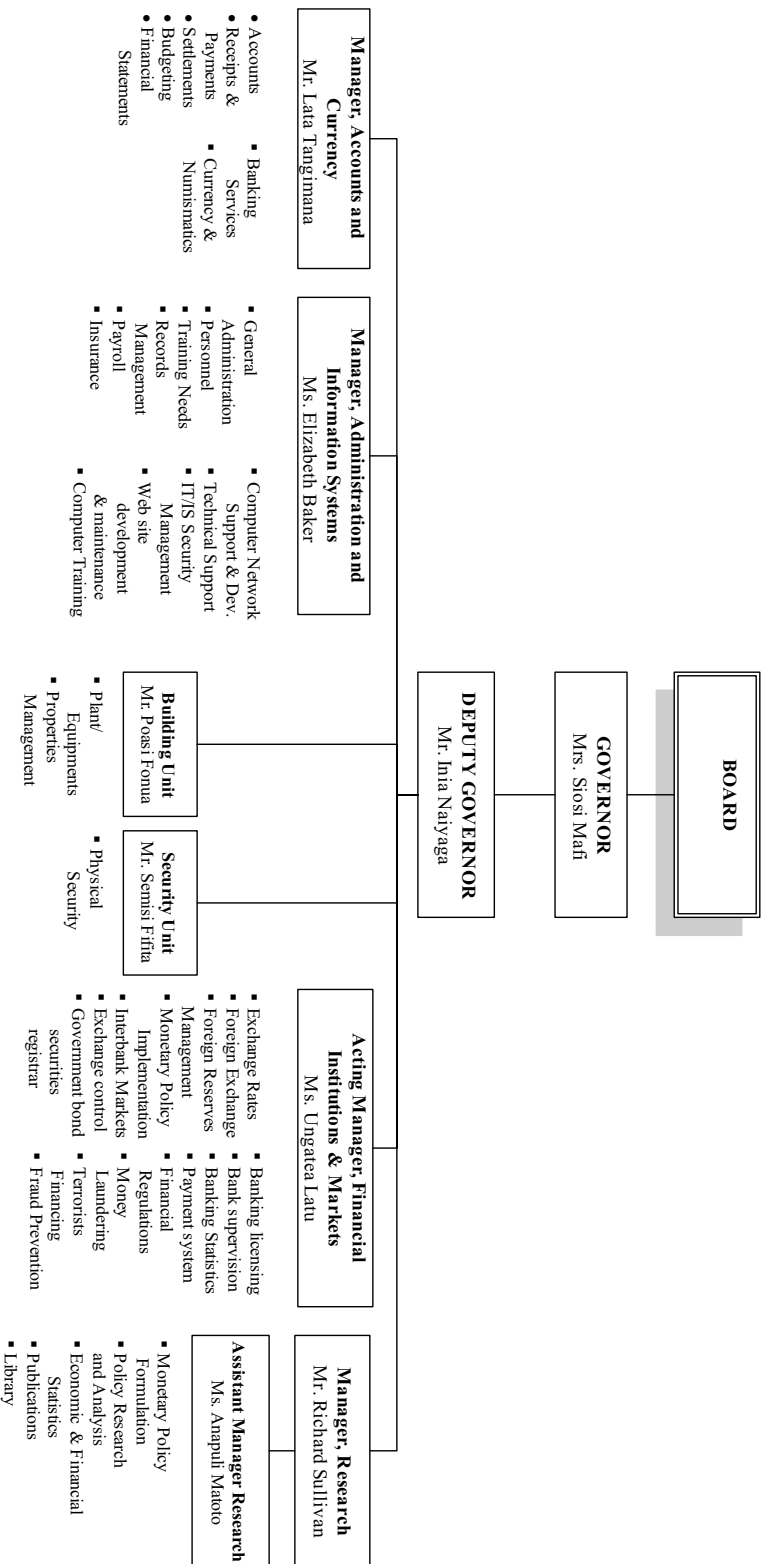 BOARD
GOVERNOR
Mrs. Siosi Mafi
DEPUTY GOVERNOR
Mr. Inia Naiyaga
Manager, Accounts and
Currency
Mr. Lata Tangimana
• Accounts
• Receipts &
Payments
• Settlements
• Budgeting
• Financial
Statements
▪ Banking
Services
• Currency &
Numismatics
Manager, Administration and
Information Systems
Ms. Elizabeth Baker
▪ General
Administration
▪ Personnel
▪ Training Needs
▪ Records
Management
▪ Payroll
▪ Insurance
▪ Computer Network
Support & Dev.
▪ Technical Support
▪ IT/IS Security
Management
▪ Web site
development
& maintenance
▪ Computer Training
Building Unit
Mr. Poasi Fonua
▪ Plant/
Equipments
▪ Properties
Management
Security Unit
Mr. Semisi Fifita
▪ Physical
Security
Acting Manager, Financial
Institutions & Markets
Ms. Ungatea Latu
▪ Exchange Rates
▪ Foreign Exchange
▪ Foreign Reserves
Management
▪ Monetary Policy
Implementation
▪ Interbank Markets
▪ Exchange control
▪ Government bond
securities
registrar
▪ Banking licensing
▪ Bank supervision
▪ Banking Statistics
▪ Payment system
▪ Financial
Regulations
▪ Money
Laundering
▪ Terrorists
Financing
▪ Fraud Prevention
Manager, Research
Mr. Richard Sullivan
Assistant Manager Research
Ms. Anapuli Matoto
▪ Monetary Policy
Formulation
▪ Policy Research
and Analysis
▪ Economic & Financial
Statistics
▪ Publications
▪ Library